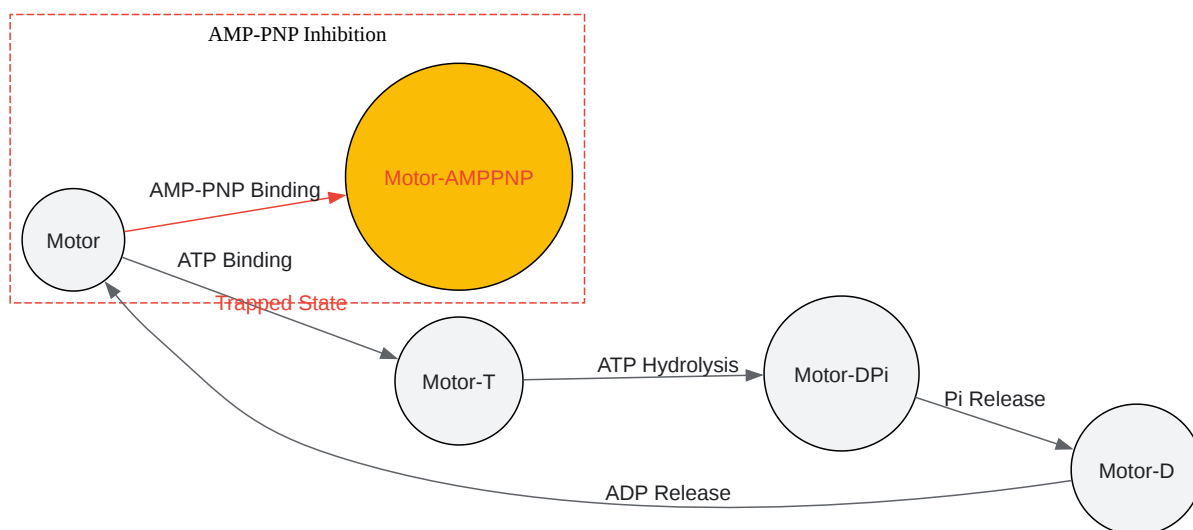 AMP-PNP Inhibition
Motor-AMPPNP
AMP-PNP Binding
Motor
ATP Binding
Trapped State
Motor-T
ATP Hydrolysis
Motor-DPi
Pi Release
Motor-D
ADP Release